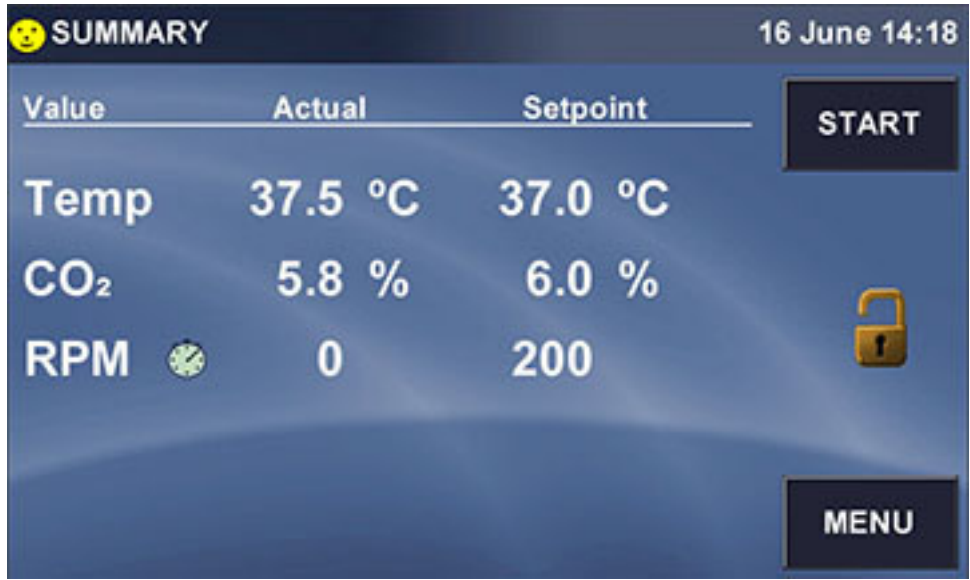 SUMMARY 16 June 14:18
Value Actual Setpoint
START
Temp 37.5 ºC 37.0 ºC
CO₂ 5.8 % 6.0 %
RPM 0 200
MENU